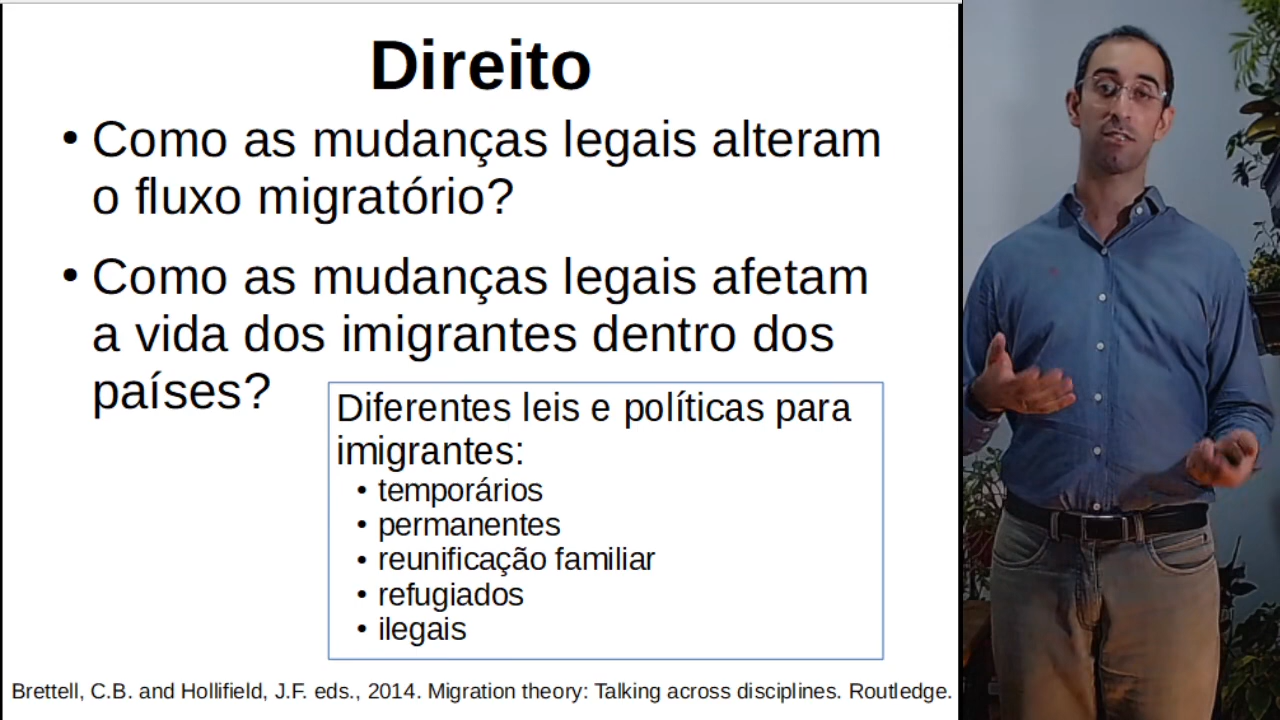 Direito
• Como as mudanças legais alteram
o fluxo migratório?
• Como as mudanças legais afetam
a vida dos imigrantes dentro dos
países?
Diferentes leis e políticas para
imigrantes:
• temporários
• permanentes
• reunificação familiar
• refugiados
• ilegais
Brettell, C.B. and Hollifield, J.F. eds., 2014. Migration theory: Talking across disciplines. Routledge.